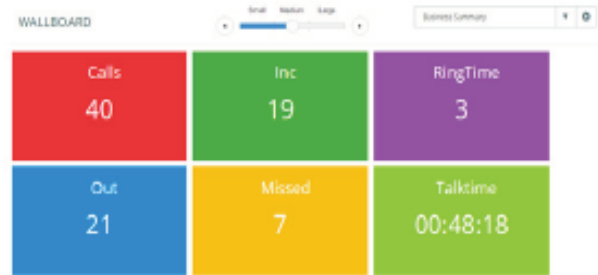 Small Medium Large
WALLBOARD
Business Summary
Calls Inc RingTime
40 19 3
Out Missed Talktime
21 7 00:48:18